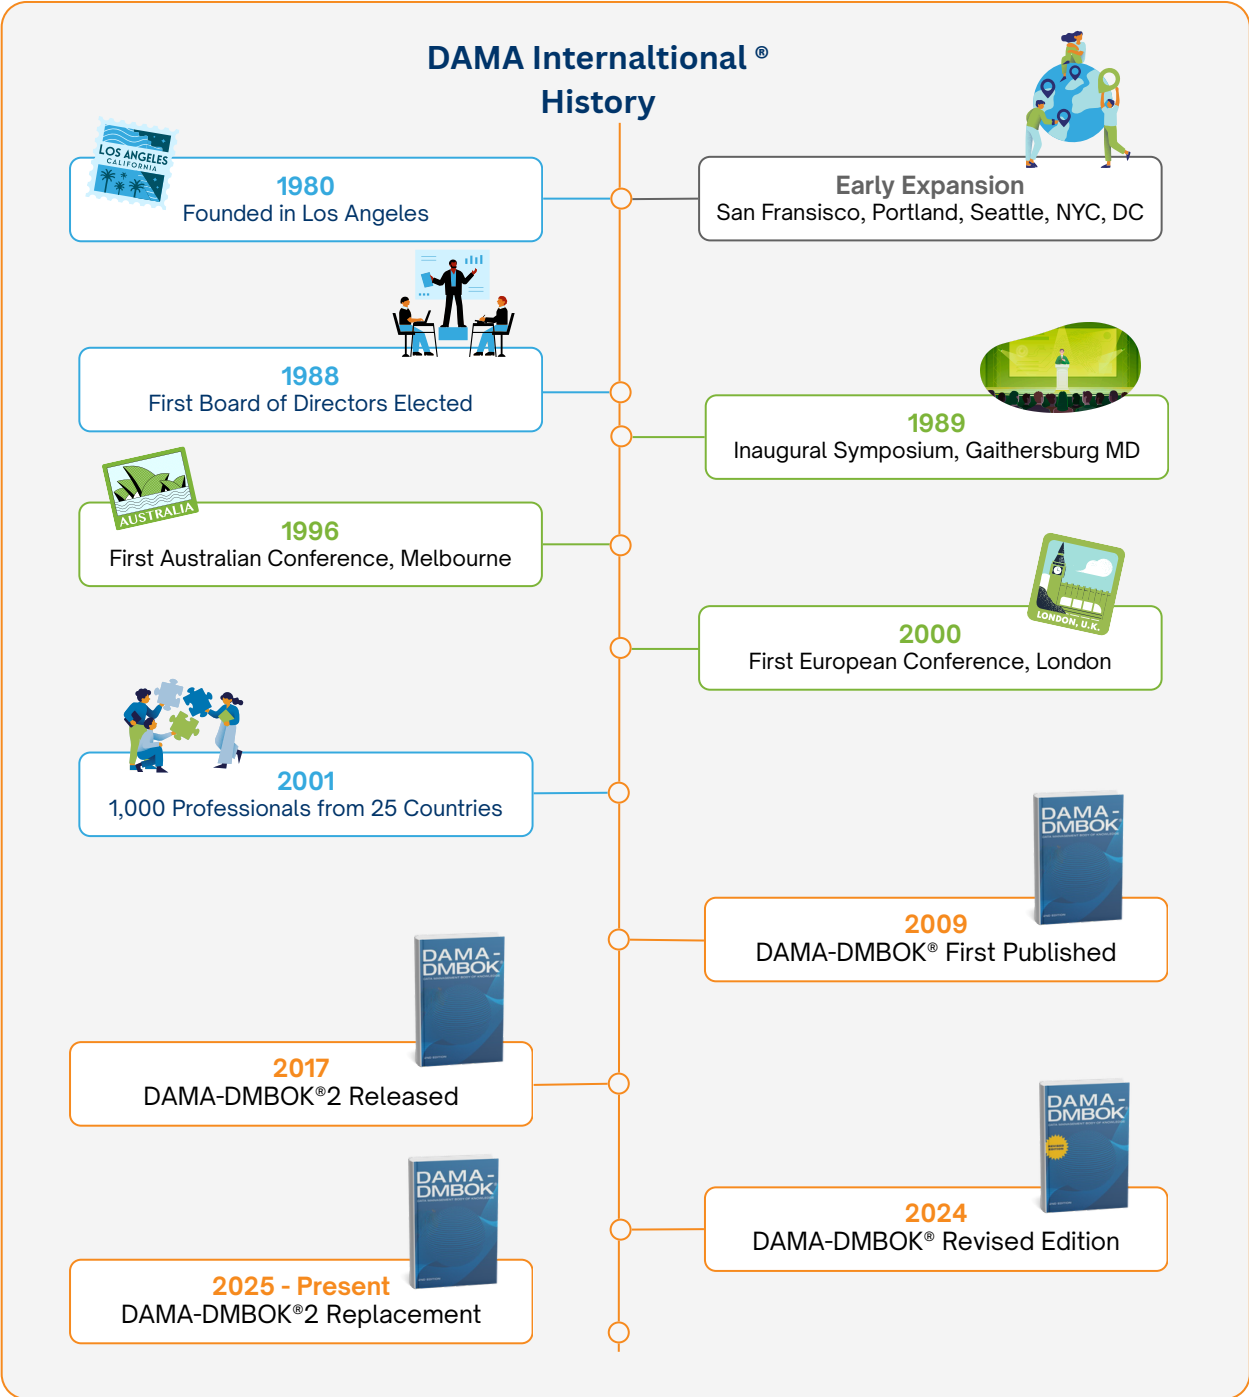 DAMA Internaltional ®
History
LOS ANGELES
CALIFORNIA
1980
Founded in Los Angeles
Early Expansion
San Fransisco, Portland, Seattle, NYC, DC
1988
First Board of Directors Elected
1989
Inaugural Symposium, Gaithersburg MD
AUSTRALIA
1996
First Australian Conference, Melbourne
LONDON, U.K.
2000
First European Conference, London
2001
1,000 Professionals from 25 Countries
DAMA-
DMBOK
2009
DAMA-DMBOK® First Published
DAMA-
DMBOK
2017
DAMA-DMBOK®2 Released
DAMA-
DMBOK
2024
DAMA-DMBOK® Revised Edition
DAMA-
DMBOK
2025 - Present
DAMA-DMBOK®2 Replacement